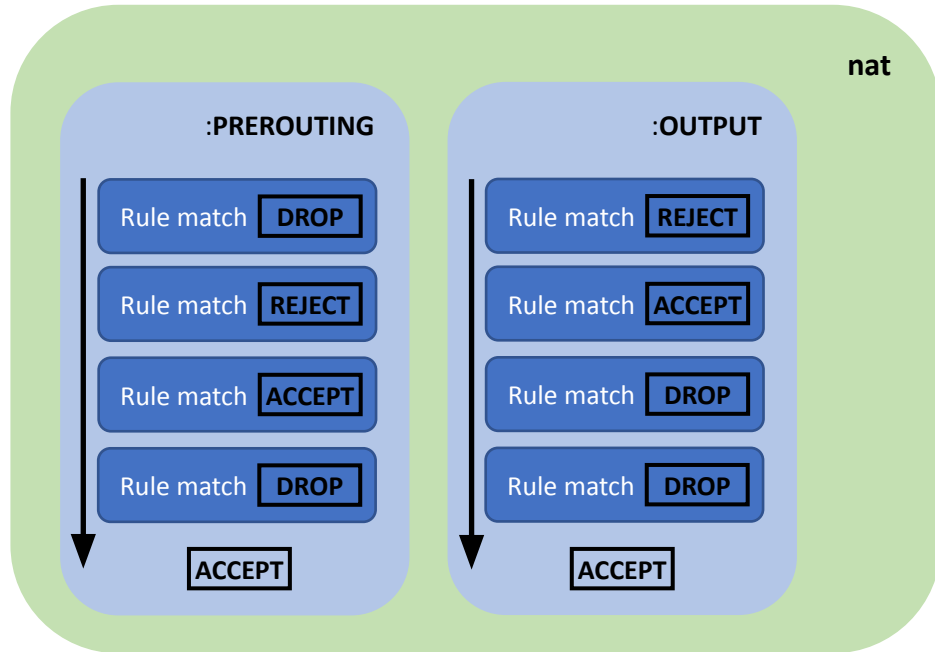 nat
:PREROUTING
Rule match DROP
Rule match REJECT
Rule match ACCEPT
Rule match DROP
ACCEPT
:OUTPUT
Rule match REJECT
Rule match ACCEPT
Rule match DROP
Rule match DROP
ACCEPT